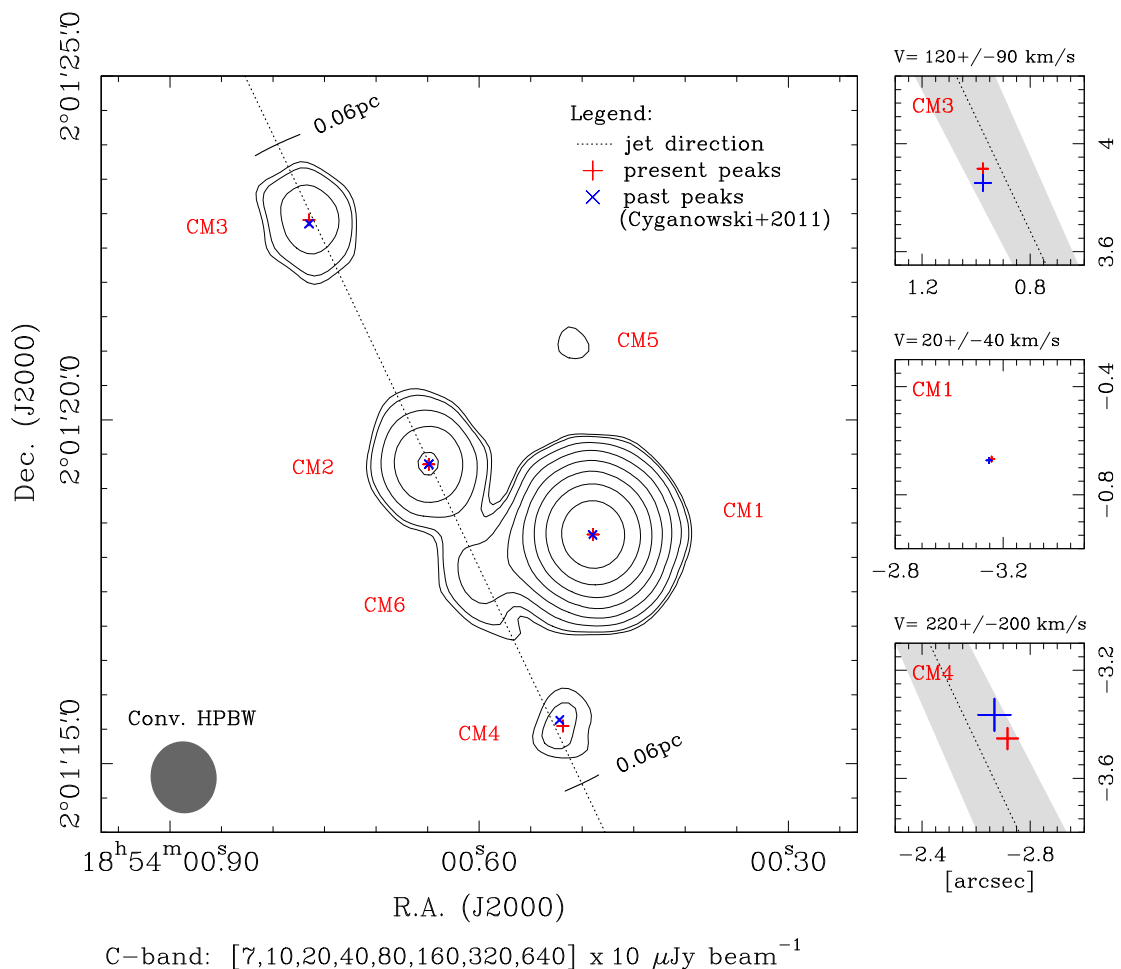 2°01'25."0
2°01'20."0
2°01'15."0
Dec. (J2000)
0.06pc
Legend:
jet direction
present peaks
past peaks
(Cyganowski+2011)
CM3
CM5
CM2
CM1
CM6
CM4
0.06pc
Conv. HPBW
18ʰ54ᵐ00ˢ.90
00ˢ.60
00ˢ.30
R.A. (J2000)
C-band: [7,10,20,40,80,160,320,640] x 10 μJy beam⁻¹
V= 120+/-90 km/s
CM3
4
3.6
1.2
0.8
V= 20+/-40 km/s
CM1
-0.4
-0.8
-2.8
-3.2
V= 220+/-200 km/s
CM4
-3.2
-3.6
-2.4
-2.8
[arcsec]